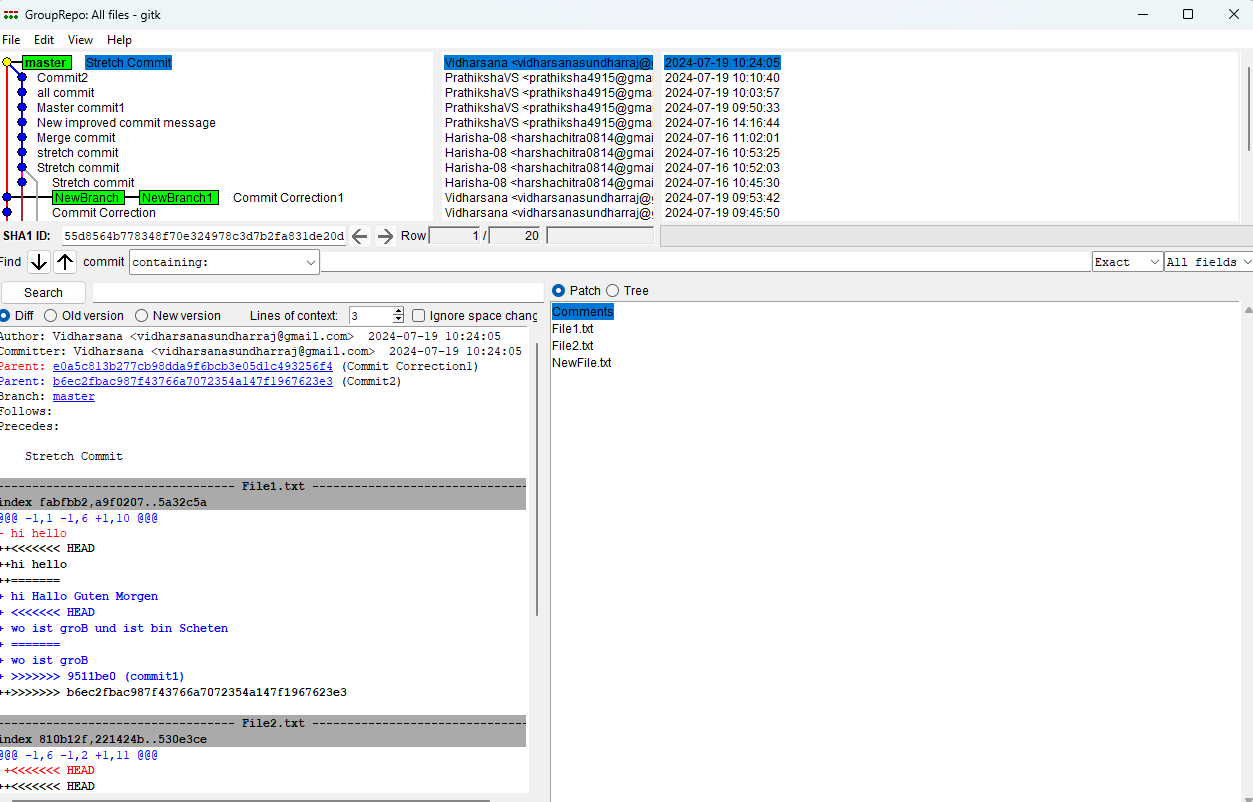 GroupRepo: All files - gitk
File Edit View Help
master Stretch Commit Vidharsana <vidharsanasundharraj@g 2024-07-19 10:24:05
Commit2 PrathikshaVS <prathiksha4915@gmai 2024-07-19 10:10:40
all commit PrathikshaVS <prathiksha4915@gmai 2024-07-19 10:03:57
Master commit1 PrathikshaVS <prathiksha4915@gmai 2024-07-19 09:50:33
New improved commit message PrathikshaVS <prathiksha4915@gmai 2024-07-16 14:16:44
Merge commit Harisha-08 <harshachitra0814@gmai 2024-07-16 11:02:01
stretch commit Harisha-08 <harshachitra0814@gmai 2024-07-16 10:53:25
Stretch commit Harisha-08 <harshachitra0814@gmai 2024-07-16 10:52:03
Stretch commit Harisha-08 <harshachitra0814@gmai 2024-07-16 10:45:30
NewBranch NewBranch1 Commit Correction1 Vidharsana <vidharsanasundharraj@g 2024-07-19 09:53:42
Commit Correction Vidharsana <vidharsanasundharraj@g 2024-07-19 09:45:50
SHA1 ID: 55d8564b778348f70e324978c3d7b2fa831de20d Row 1 / 20
Find commit containing: Exact All fields
Search Patch Tree
Diff Old version New version Lines of context: 3 Ignore space chang
Author: Vidharsana <vidharsanasundharraj@gmail.com> 2024-07-19 10:24:05
Committer: Vidharsana <vidharsanasundharraj@gmail.com> 2024-07-19 10:24:05
Parent: e0a5c813b277cb98dda9f6bcb3e05d1c493256f4 (Commit Correction1)
Parent: b6ec2fbac987f43766a7072354a147f1967623e3 (Commit2)
Branch: master
Follows:
Precedes:
Stretch Commit
File1.txt
index fabfbb2,a9f0207..5a32c5a
@@@ -1,1 -1,6 +1,10 @@@
- hi hello
++<<<<<<< HEAD
++hi hello
++=======
+ hi Hallo Guten Morgen
+ <<<<<<< HEAD
+ wo ist groB und ist bin Scheten
+ =======
+ wo ist groB
+ >>>>>>> 9511be0 (commit1)
++>>>>>>> b6ec2fbac987f43766a7072354a147f1967623e3
File2.txt
index 810b12f,221424b..530e3ce
@@@ -1,6 -1,2 +1,11 @@@
+<<<<<<< HEAD
++<<<<<<< HEAD
Comments
File1.txt
File2.txt
NewFile.txt